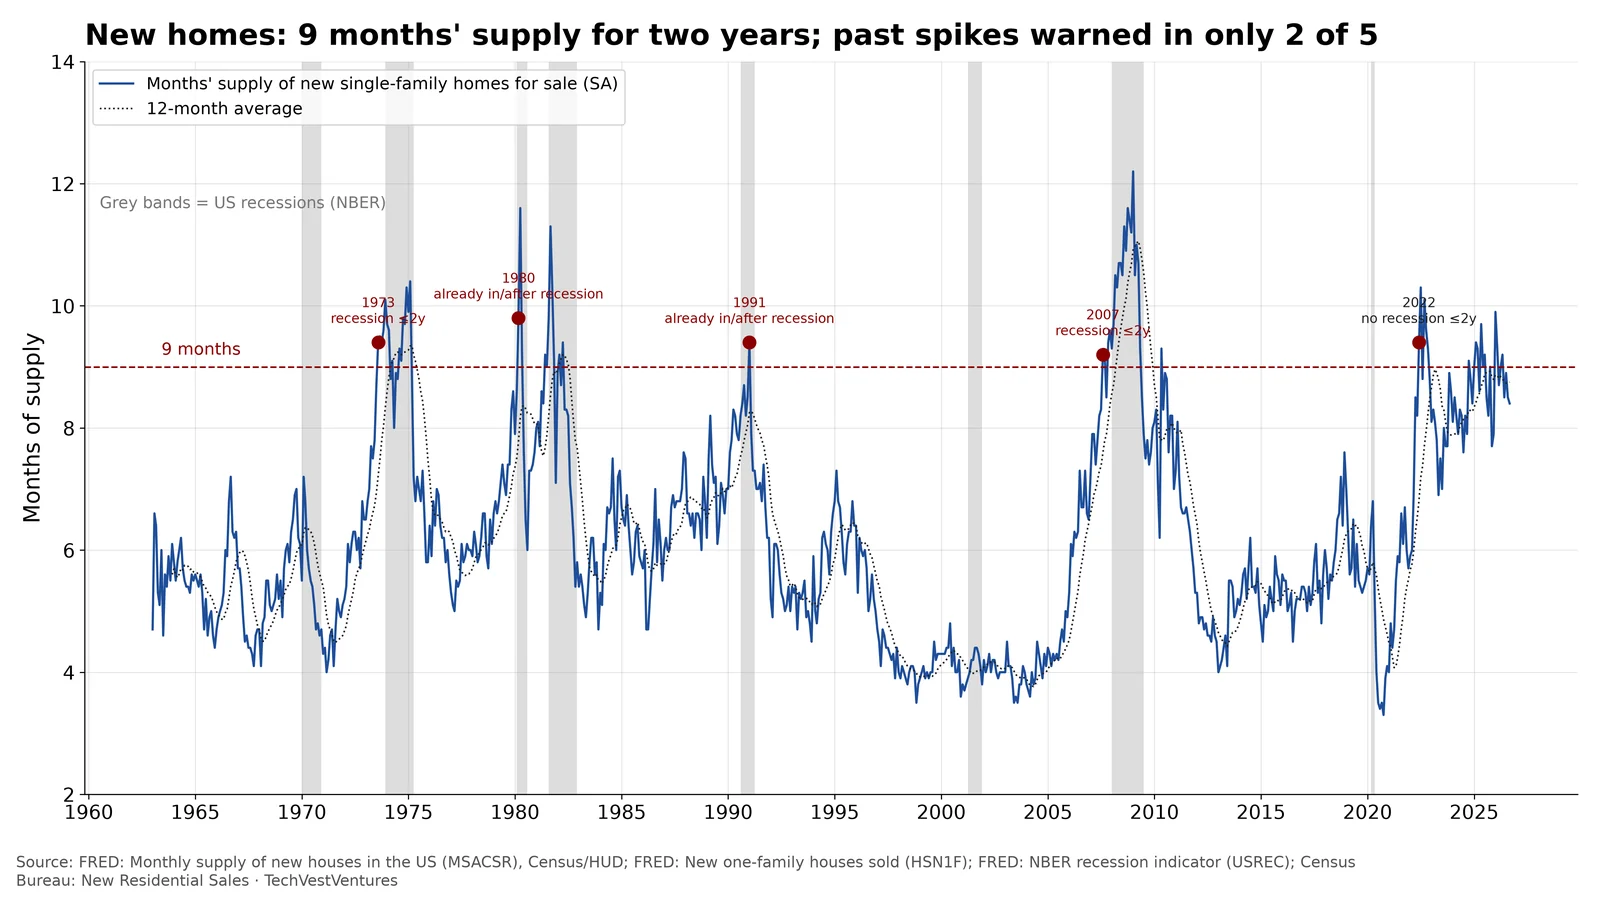 New homes: 9 months' supply for two years; past spikes warned in only 2 of 5
Months' supply of new single-family homes for sale (SA)
12-month average
Grey bands = US recessions (NBER)
9 months
1973
recession ≤2y
1980
already in/after recession
1991
already in/after recession
2007
recession ≤2y
2022
no recession ≤2y
Months of supply
14
12
10
8
6
4
2
1960 1965 1970 1975 1980 1985 1990 1995 2000 2005 2010 2015 2020 2025
Source: FRED: Monthly supply of new houses in the US (MSACSR), Census/HUD; FRED: New one-family houses sold (HSN1F); FRED: NBER recession indicator (USREC); Census
Bureau: New Residential Sales · TechVestVentures